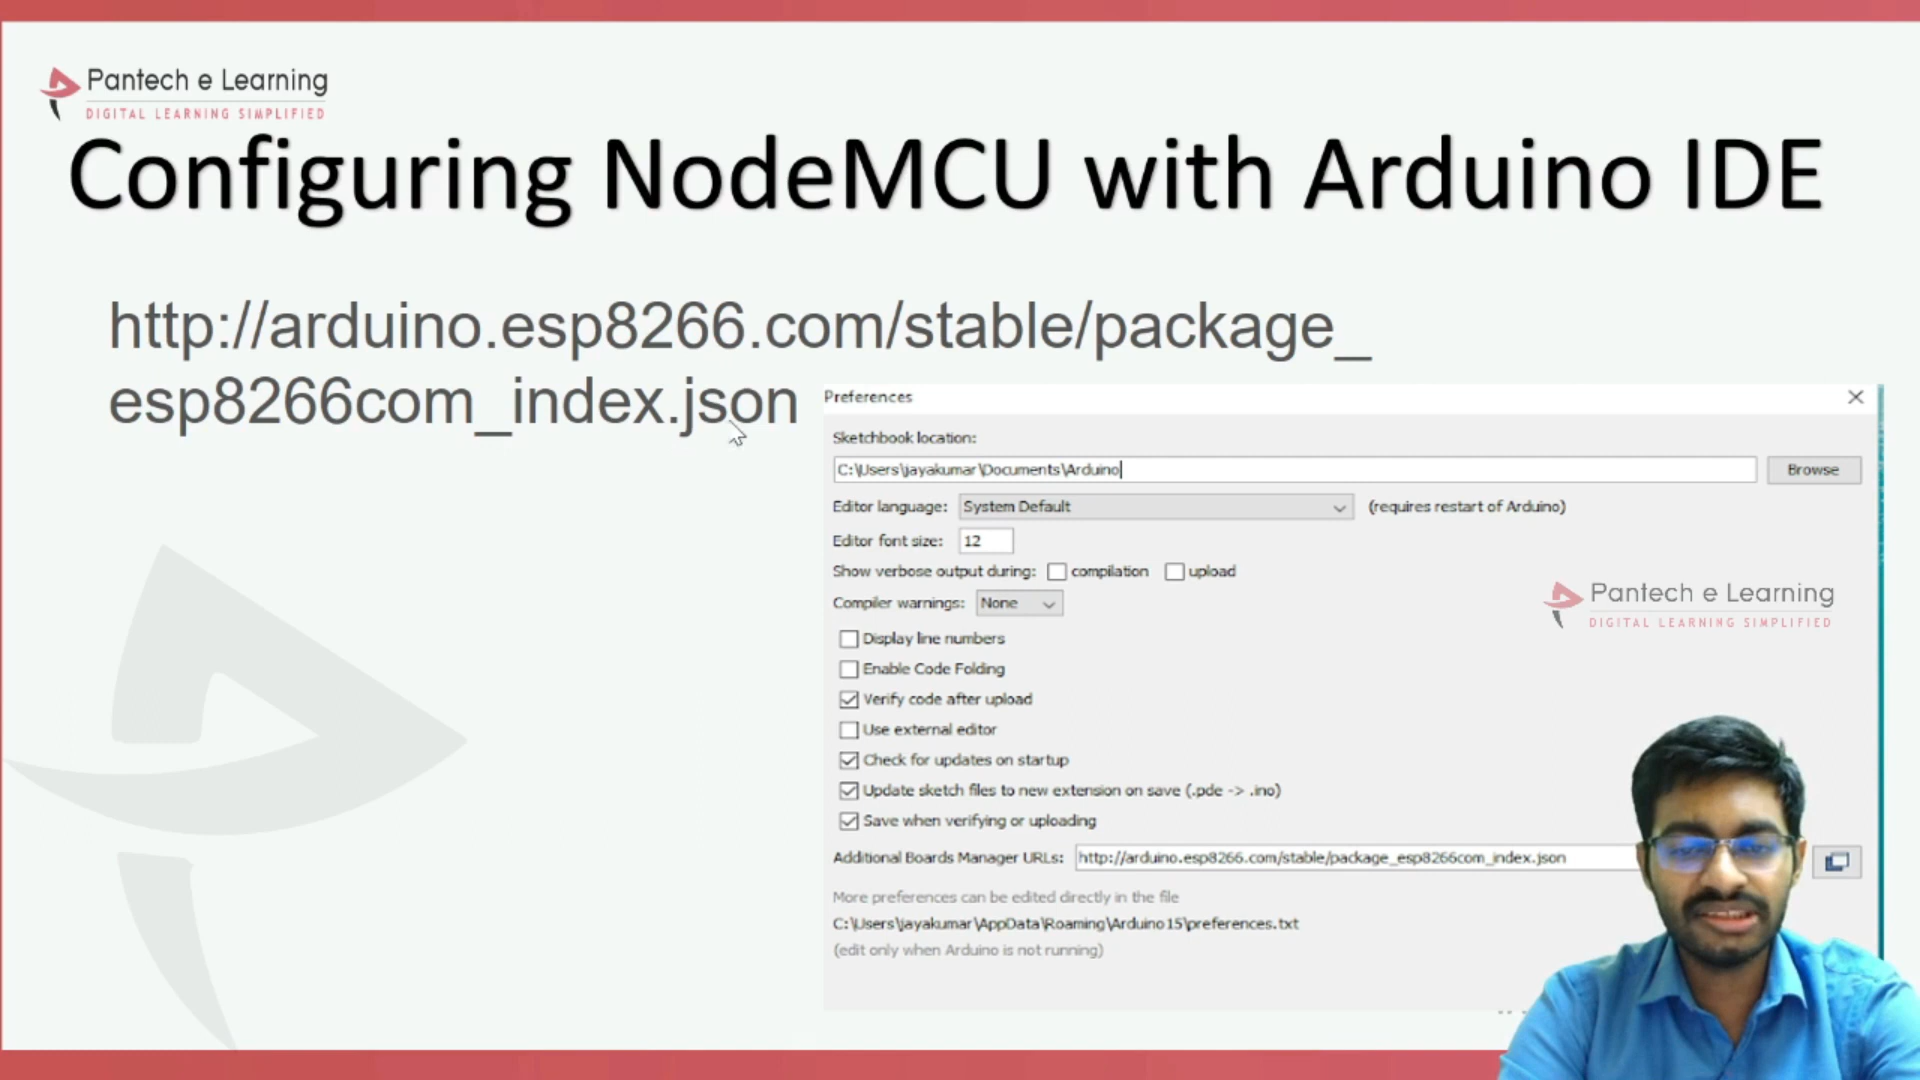 Pantech e Learning
DIGITAL LEARNING SIMPLIFIED
Configuring NodeMCU with Arduino IDE
http://arduino.esp8266.com/stable/package_
esp8266com_index.json
Preferences
Sketchbook location:
C:\Users\jayakumar\Documents\Arduino
Browse
Editor language: System Default (requires restart of Arduino)
Editor font size: 12
Show verbose output during: compilation upload
Compiler warnings: None
Pantech e Learning
DIGITAL LEARNING SIMPLIFIED
Display line numbers
Enable Code Folding
Verify code after upload
Use external editor
Check for updates on startup
Update sketch files to new extension on save (.pde -> .ino)
Save when verifying or uploading
Additional Boards Manager URLs: http://arduino.esp8266.com/stable/package_esp8266com_index.json
More preferences can be edited directly in the file
C:\Users\jayakumar\AppData\Roaming\Arduino15\preferences.txt
(edit only when Arduino is not running)